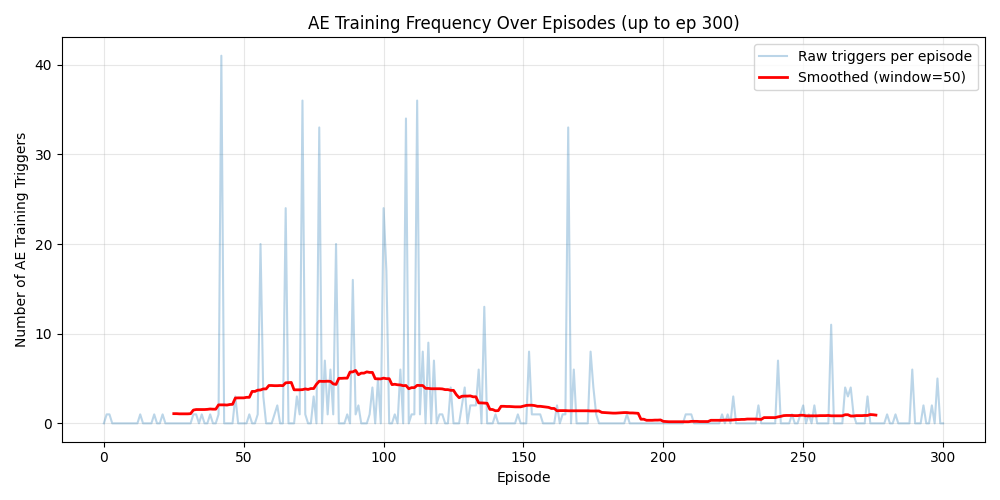 AE Training Frequency Over Episodes (up to ep 300)
Raw triggers per episode
Smoothed (window=50)
Number of AE Training Triggers
40
30
20
10
0
0 50 100 150 200 250 300
Episode